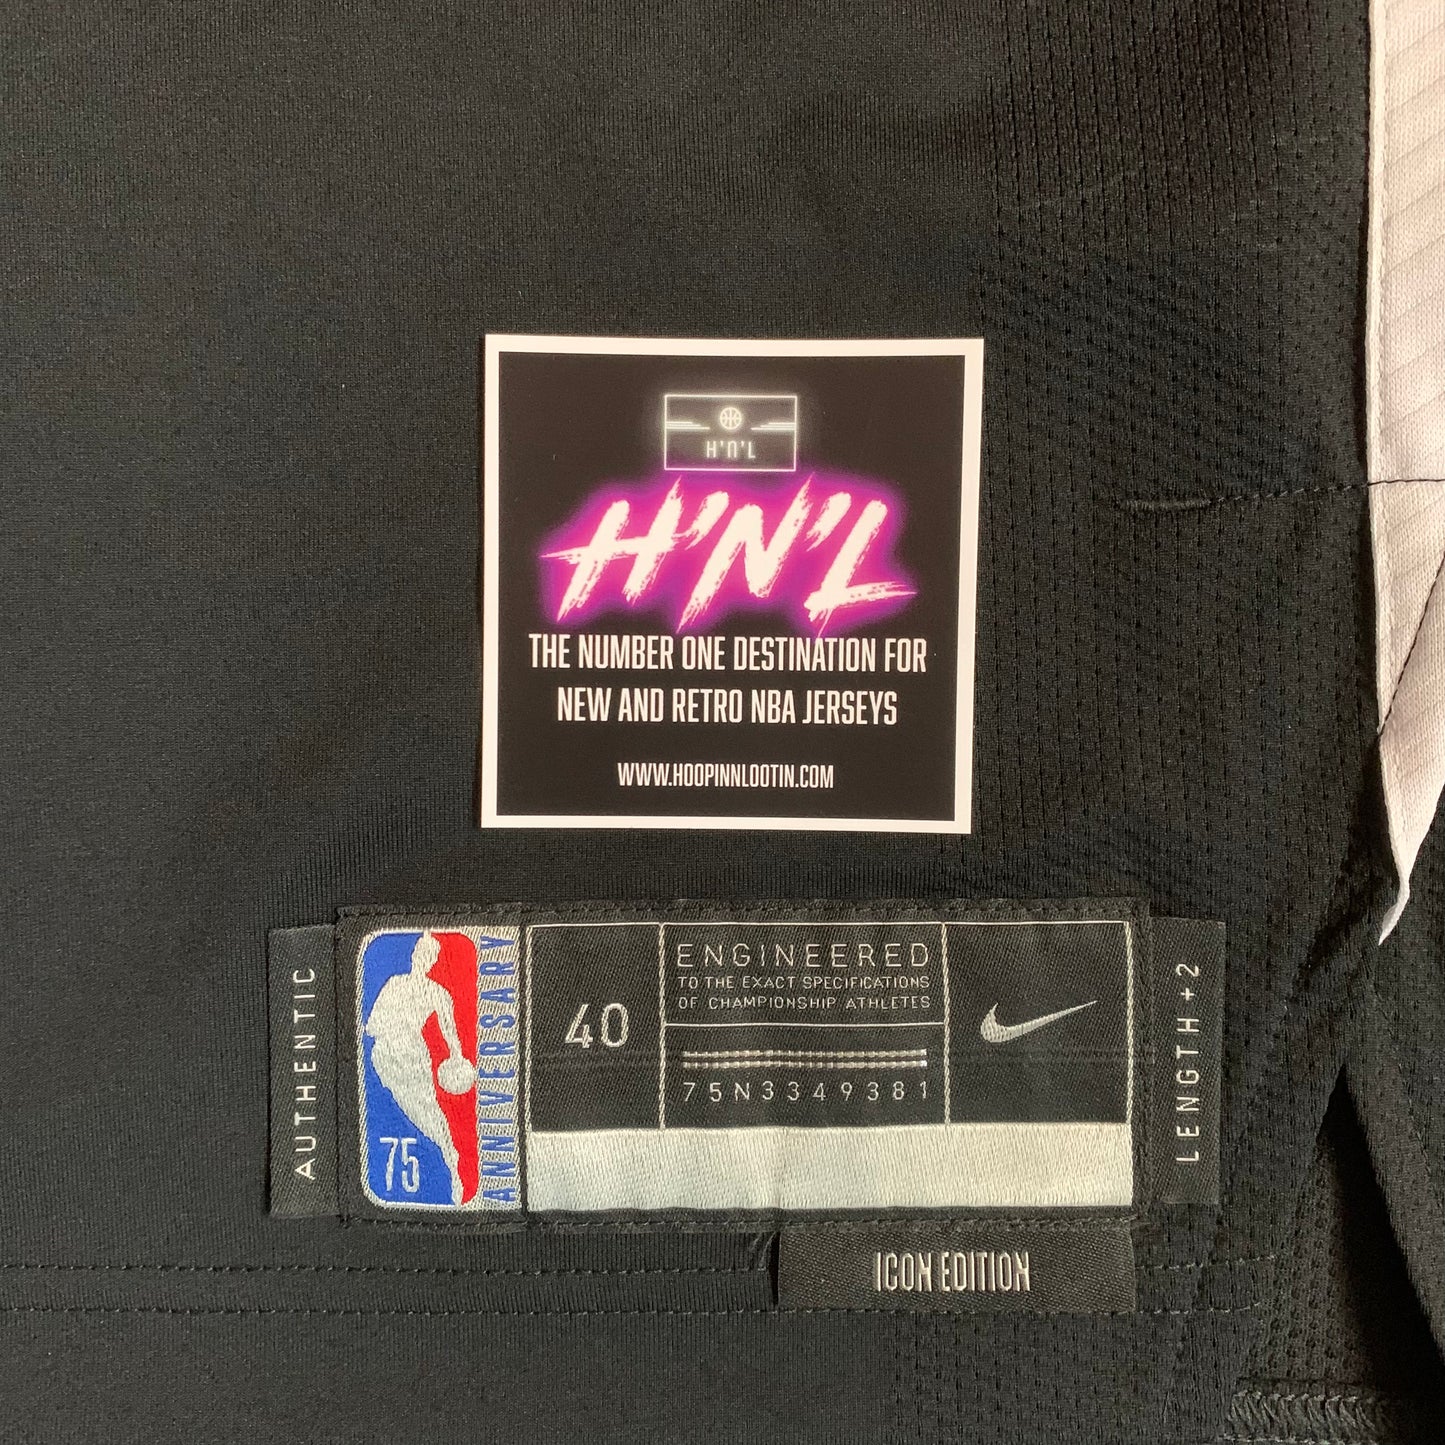 H'N'L
H'N'L
THE NUMBER ONE DESTINATION FOR
NEW AND RETRO NBA JERSEYS
WWW.HOOPINNLOOTIN.COM
AUTHENTIC
75
ANNIVERSARY
40
ENGINEERED
TO THE EXACT SPECIFICATIONS
OF CHAMPIONSHIP ATHLETES
75N3349381
LENGTH +2
ICON EDITION